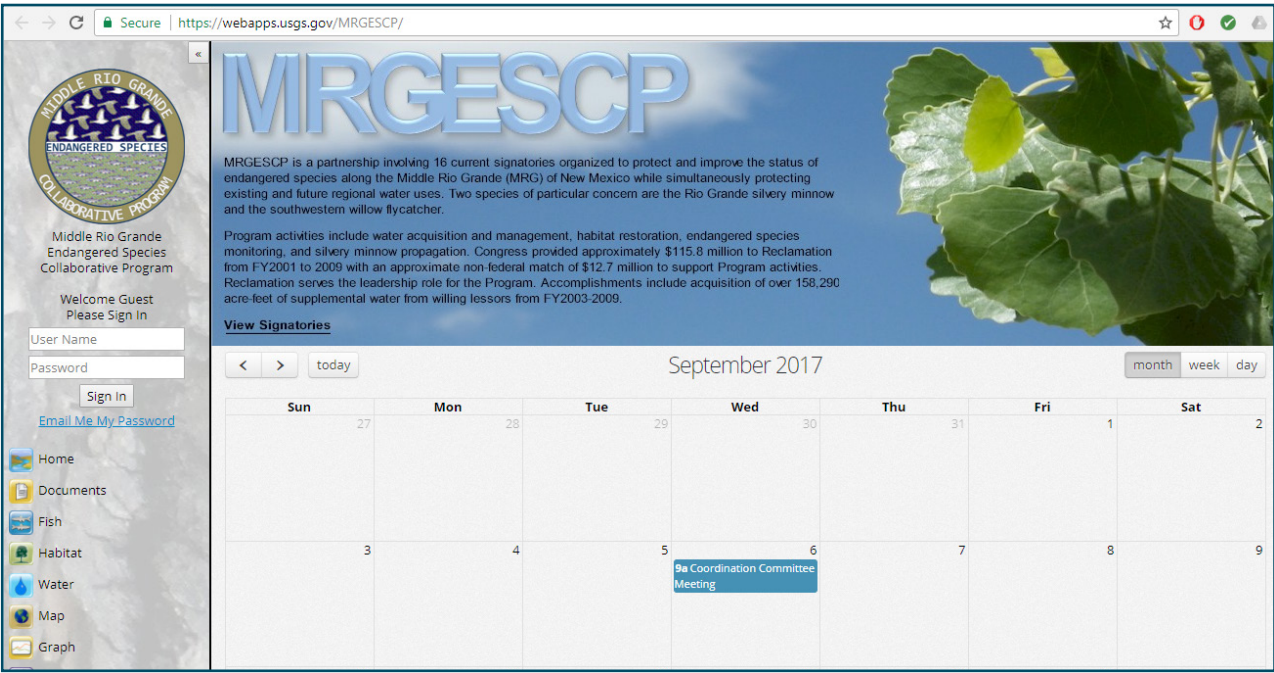 Secure | https://webapps.usgs.gov/MRGESCP/
«
MIDDLE RIO GRANDE
ENDANGERED SPECIES
COLLABORATIVE PROGRAM
Middle Rio Grande
Endangered Species
Collaborative Program
Welcome Guest
Please Sign In
User Name
Password
Sign In
Email Me My Password
Home
Documents
Fish
Habitat
Water
Map
Graph
MRGESCP
MRGESCP is a partnership involving 16 current signatories organized to protect and improve the status of
endangered species along the Middle Rio Grande (MRG) of New Mexico while simultaneously protecting
existing and future regional water uses. Two species of particular concern are the Rio Grande silvery minnow
and the southwestern willow flycatcher.
Program activities include water acquisition and management, habitat restoration, endangered species
monitoring, and silvery minnow propagation. Congress provided approximately $115.8 million to Reclamation
from FY2001 to 2009 with an approximate non-federal match of $12.7 million to support Program activities.
Reclamation serves the leadership role for the Program. Accomplishments include acquisition of over 158,290
acre-feet of supplemental water from willing lessors from FY2003-2009.
View Signatories
< > today September 2017 month week day
Sun Mon Tue Wed Thu Fri Sat
27 28 29 30 31 1 2
3 4 5 6 7 8 9
9a Coordination Committee
Meeting